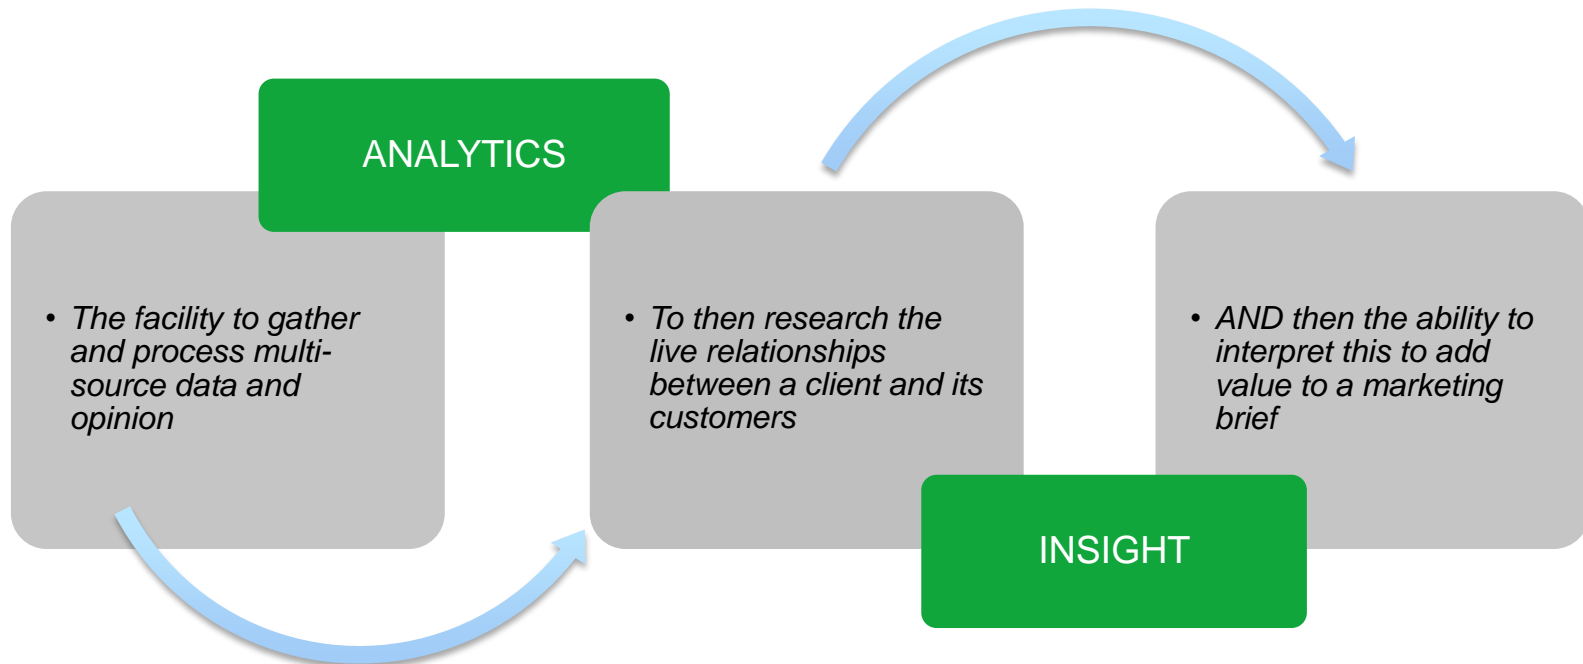 ANALYTICS
• The facility to gather
and process multi-
source data and
opinion
• To then research the
live relationships
between a client and its
customers
• AND then the ability to
interpret this to add
value to a marketing
brief
INSIGHT